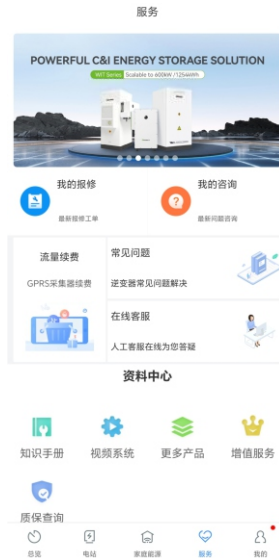 服务
POWERFUL C&I ENERGY STORAGE SOLUTION
WIT Series Scalable to 600kW /1254kWh
我的报修
最新报修工单
我的咨询
最新问题咨询
流量续费
GPRS采集器续费
常见问题
逆变器常见问题解决
在线客服
人工客服在线为您答疑
资料中心
知识手册
视频系统
更多产品
增值服务
质保查询
总览
电站
家庭能源
服务
我的